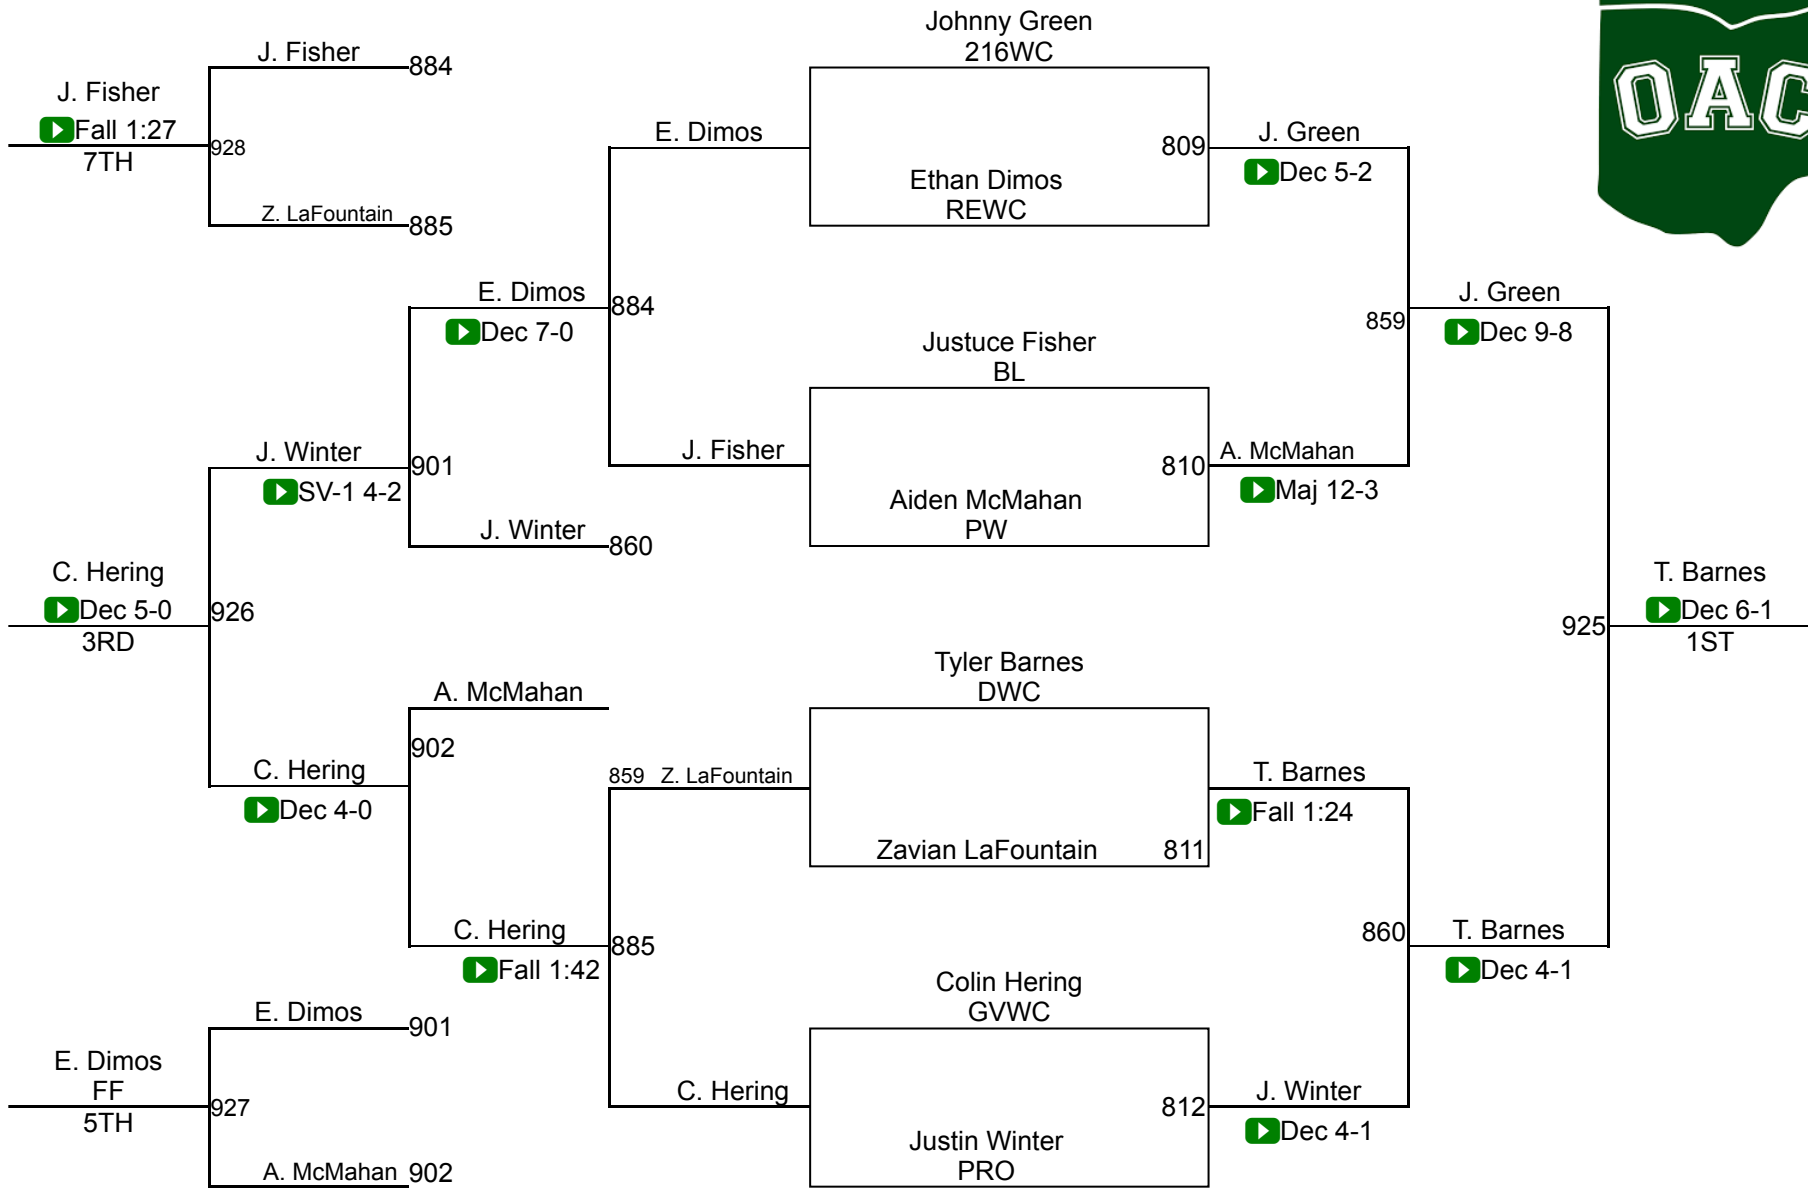 Johnny Green
216WC
OAC
J. Fisher
884
J. Fisher
Fall 1:27
7TH
928
Z. LaFountain
885
E. Dimos
809
J. Green
Dec 5-2
Ethan Dimos
REWC
E. Dimos
884
Dec 7-0
J. Green
859
Dec 9-8
Justuce Fisher
BL
J. Winter
901
SV-1 4-2
J. Fisher
810
A. McMahan
Maj 12-3
Aiden McMahan
PW
J. Winter
860
C. Hering
Dec 5-0
3RD
926
T. Barnes
Dec 6-1
1ST
925
Tyler Barnes
DWC
A. McMahan
902
C. Hering
Dec 4-0
859
Z. LaFountain
T. Barnes
Fall 1:24
Zavian LaFountain
811
C. Hering
885
Fall 1:42
860
T. Barnes
Dec 4-1
Colin Hering
GVWC
E. Dimos
901
E. Dimos
FF
5TH
927
C. Hering
812
J. Winter
Dec 4-1
Justin Winter
PRO
A. McMahan
902